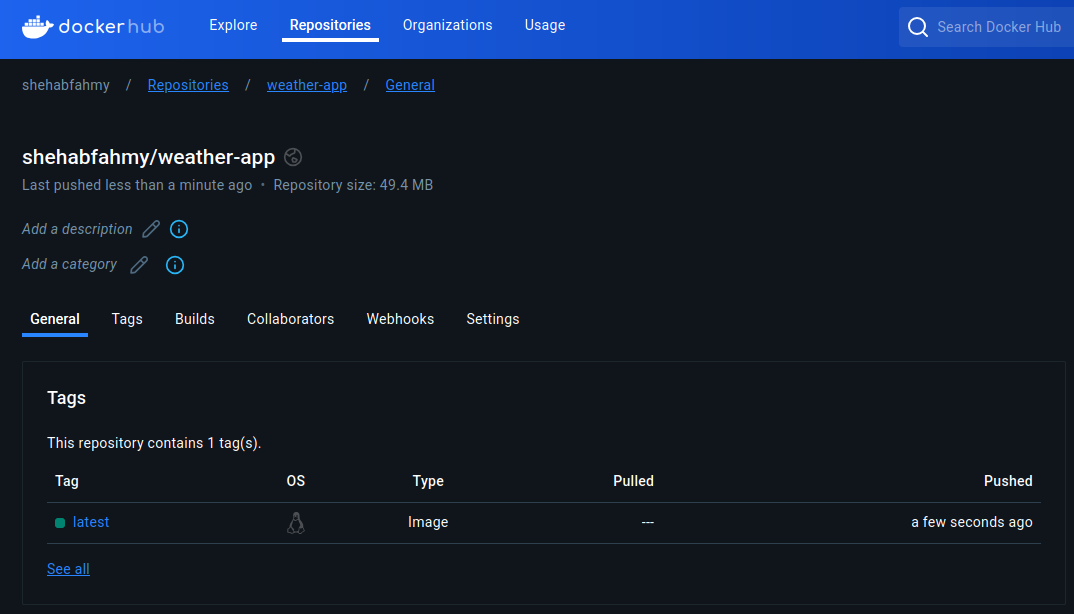 dockerhub Explore Repositories Organizations Usage Search Docker Hub
shehabfahmy / Repositories / weather-app / General
shehabfahmy/weather-app
Last pushed less than a minute ago • Repository size: 49.4 MB
Add a description
Add a category
General Tags Builds Collaborators Webhooks Settings
Tags
This repository contains 1 tag(s).
Tag OS Type Pulled Pushed
latest Image --- a few seconds ago
See all